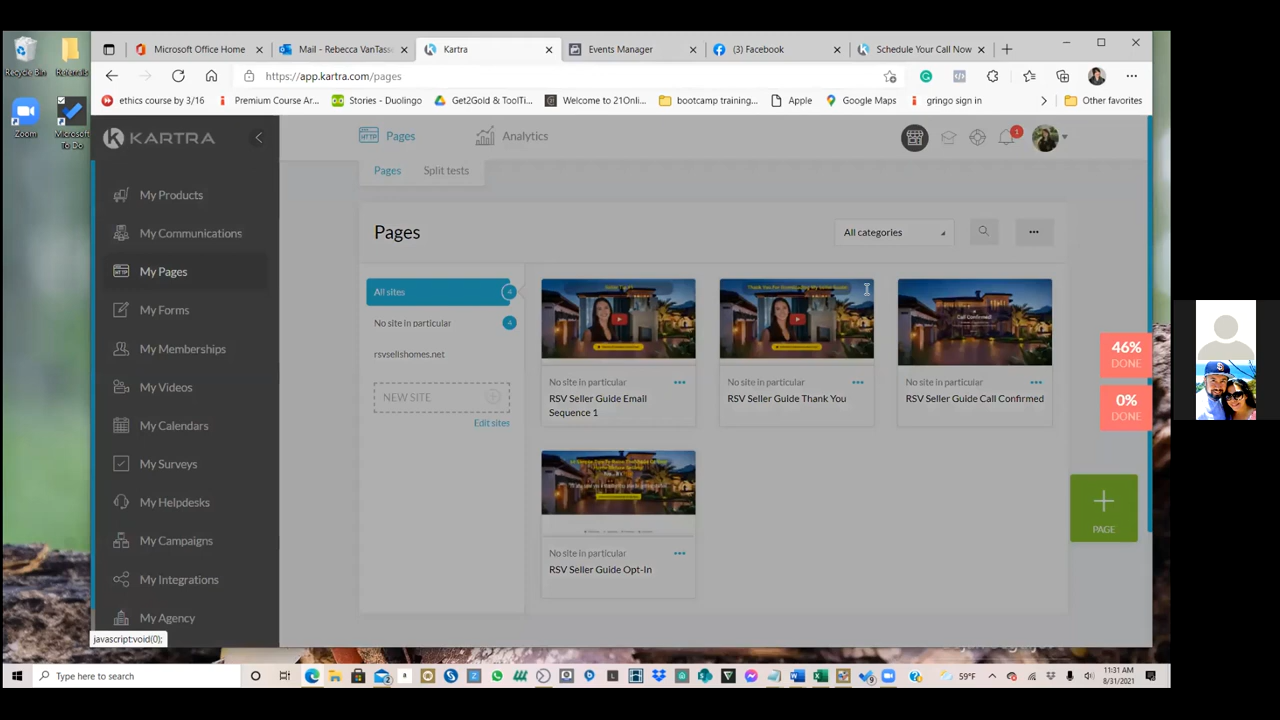 Microsoft Office Home
Mail - Rebecca VanTass
Kartra
Events Manager
(3) Facebook
Schedule Your Call Now
https://app.kartra.com/pages
ethics course by 3/16
Premium Course Ar...
Stories - Duolingo
Get2Gold & ToolTi...
Welcome to 21Onli...
bootcamp training...
Apple
Google Maps
gringo sign in
Other favorites
Recycle Bin
Referrals
Zoom
Microsoft
To Do
KARTRA
Pages
Analytics
1
Pages
Split tests
My Products
My Communications
My Pages
My Forms
My Memberships
My Videos
My Calendars
My Surveys
My Helpdesks
My Campaigns
My Integrations
My Agency
javascript:void(0);
Pages
All categories
All sites
4
No site in particular
4
rsvsellshomes.net
NEW SITE
Edit sites
No site in particular
RSV Seller Guide Email
Sequence 1
No site in particular
RSV Seller Guide Thank You
Call Confirmed!
No site in particular
RSV Seller Guide Call Confirmed
No site in particular
RSV Seller Guide Opt-In
46%
DONE
0%
DONE
PAGE
Type here to search
59°F
11:31 AM
8/31/2021